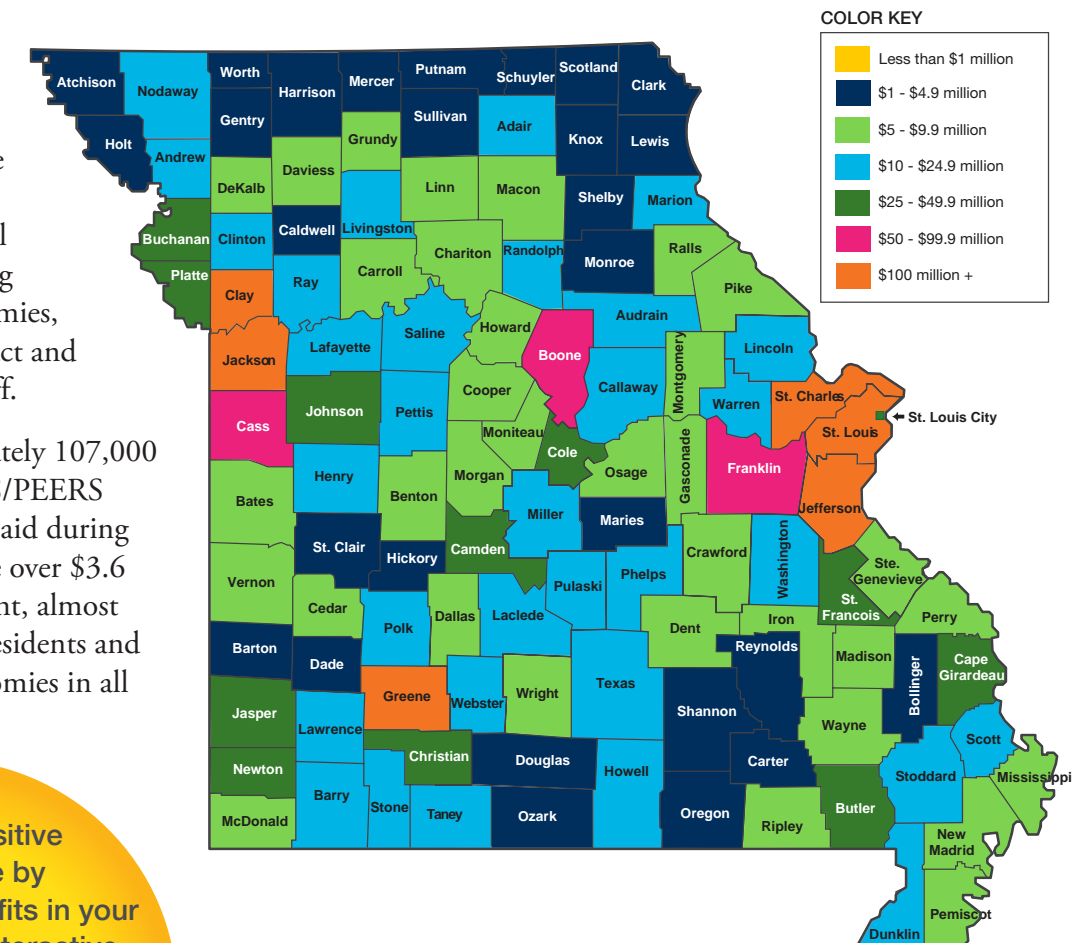 COLOR KEY
Less than $1 million
$1 - $4.9 million
$5 - $9.9 million
$10 - $24.9 million
$25 - $49.9 million
$50 - $99.9 million
$100 million +
ately 107,000
S/PEERS
aid during
e over $3.6
nt, almost
esidents and
omies in all
e
l
g
mies,
ct and
ff.
sitive
e by
fits in your
Atchison
Nodaway
Worth
Harrison
Mercer
Putnam
Schuyler
Scotland
Clark
Gentry
Sullivan
Adair
Knox
Lewis
Holt
Andrew
Grundy
DeKalb
Daviess
Linn
Macon
Shelby
Marion
Buchanan
Clinton
Caldwell
Livingston
Chariton
Randolph
Monroe
Ralls
Platte
Clay
Ray
Carroll
Pike
Howard
Audrain
Jackson
Lafayette
Saline
Boone
Callaway
Montgomery
Lincoln
Warren
St. Charles
St. Louis City
St. Louis
Cass
Johnson
Pettis
Cooper
Moniteau
Cole
Osage
Gasconade
Franklin
Jefferson
Bates
Henry
Benton
Morgan
Miller
Maries
Crawford
Washington
Ste.
Genevieve
St.
Francois
Perry
Vernon
St. Clair
Hickory
Camden
Pulaski
Phelps
Cedar
Polk
Dallas
Laclede
Dent
Iron
Reynolds
Madison
Bollinger
Cape
Girardeau
Barton
Dade
Greene
Webster
Wright
Texas
Shannon
Wayne
Scott
Jasper
Lawrence
Christian
Douglas
Howell
Carter
Stoddard
Mississippi
Newton
Barry
Stone
Taney
Ozark
Oregon
Ripley
Butler
New
Madrid
McDonald
Pemiscot
Dunklin